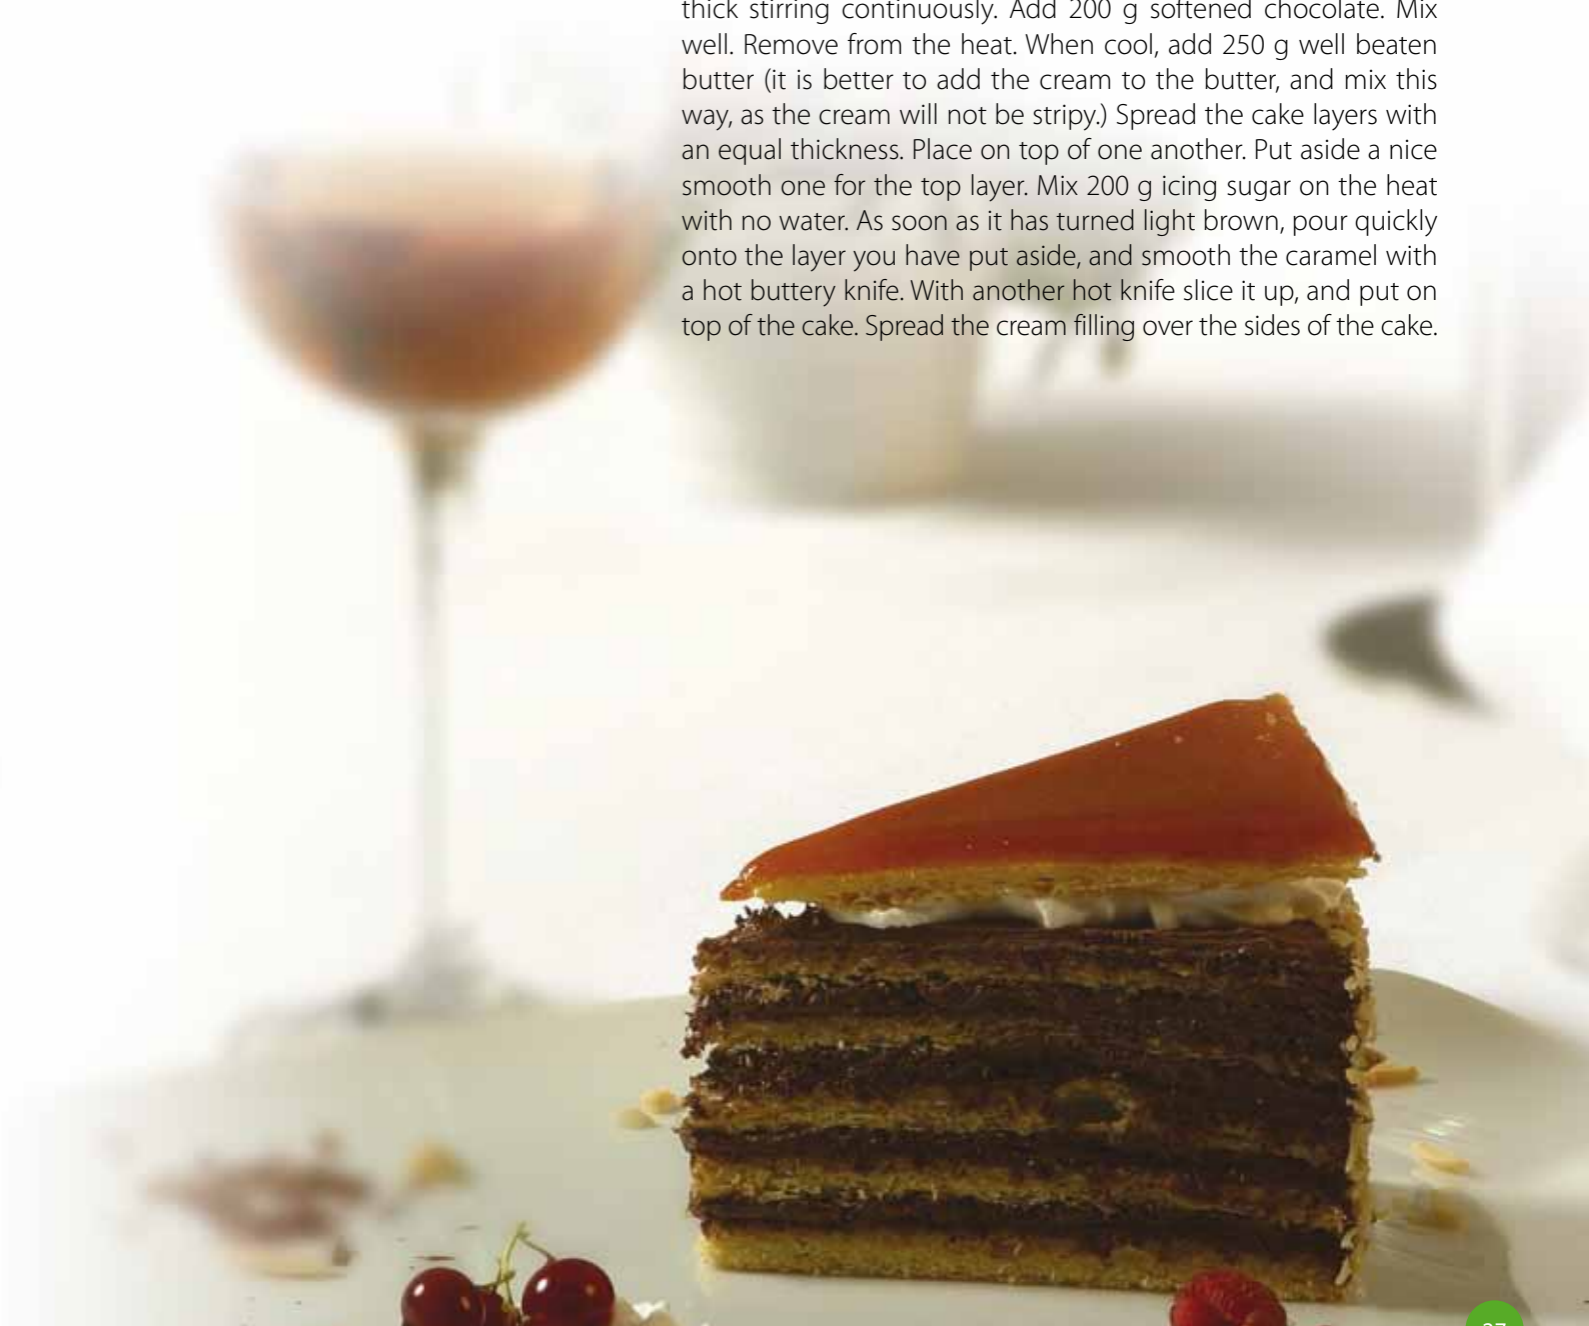 thick stirring continuously. Add 200 g softened chocolate. Mix
well. Remove from the heat. When cool, add 250 g well beaten
butter (it is better to add the cream to the butter, and mix this
way, as the cream will not be stripy.) Spread the cake layers with
an equal thickness. Place on top of one another. Put aside a nice
smooth one for the top layer. Mix 200 g icing sugar on the heat
with no water. As soon as it has turned light brown, pour quickly
onto the layer you have put aside, and smooth the caramel with
a hot buttery knife. With another hot knife slice it up, and put on
top of the cake. Spread the cream filling over the sides of the cake.